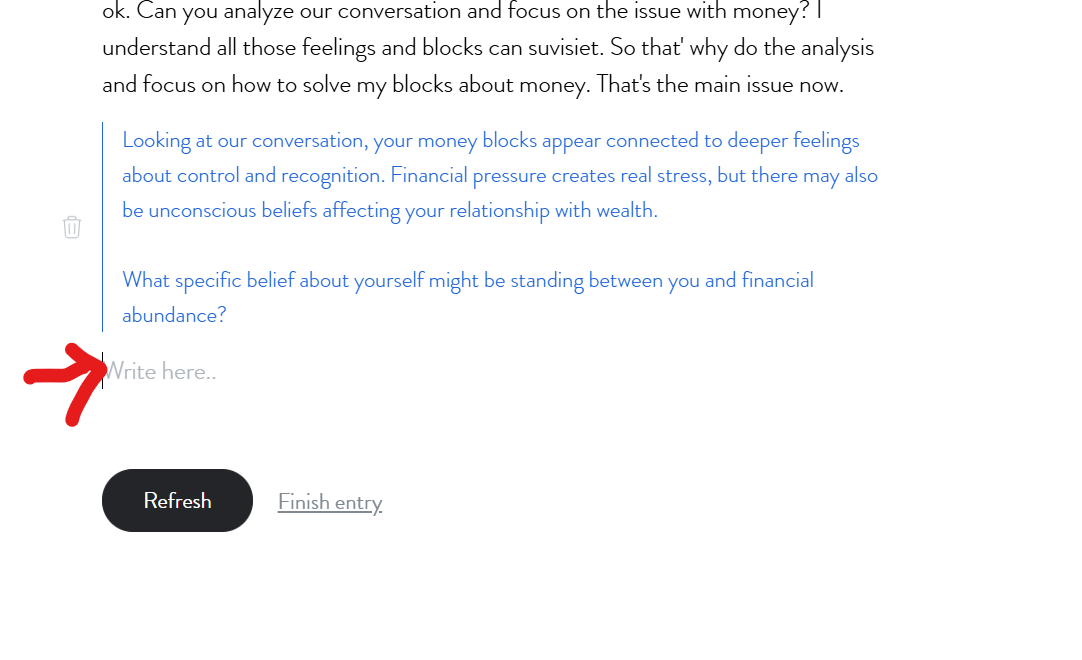 ok. Can you analyze our conversation and focus on the issue with money? I
understand all those feelings and blocks can suvisiet. So that' why do the analysis
and focus on how to solve my blocks about money. That's the main issue now.
Looking at our conversation, your money blocks appear connected to deeper feelings
about control and recognition. Financial pressure creates real stress, but there may also
be unconscious beliefs affecting your relationship with wealth.
What specific belief about yourself might be standing between you and financial
abundance?
Write here..
Refresh
Finish entry